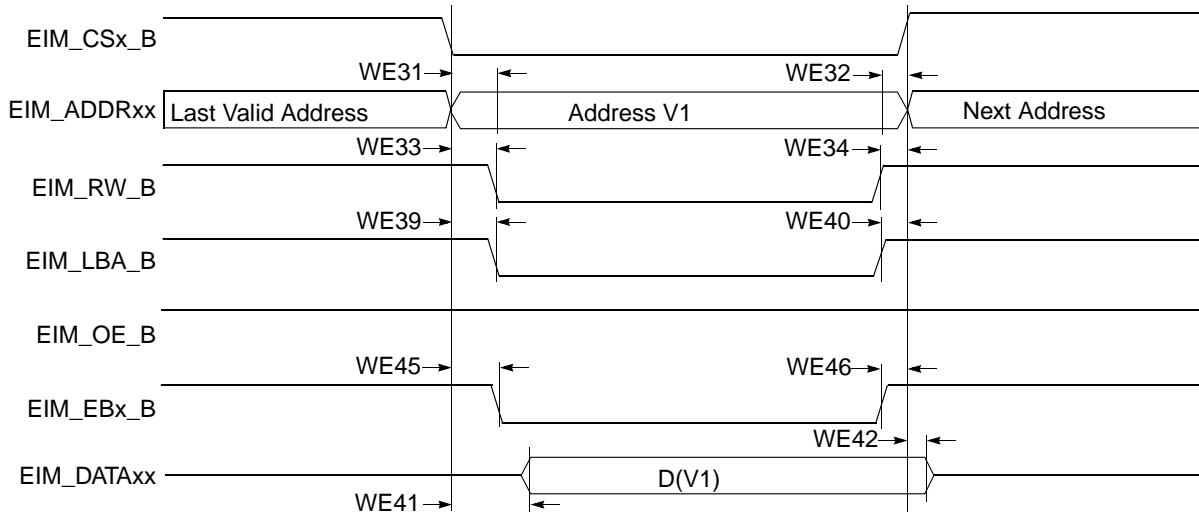 EIM_CSx_B
WE31
WE32
EIM_ADDRxx
Last Valid Address
Address V1
Next Address
WE33
WE34
EIM_RW_B
WE39
WE40
EIM_LBA_B
EIM_OE_B
WE45
WE46
EIM_EBx_B
WE42
EIM_DATAxx
D(V1)
WE41